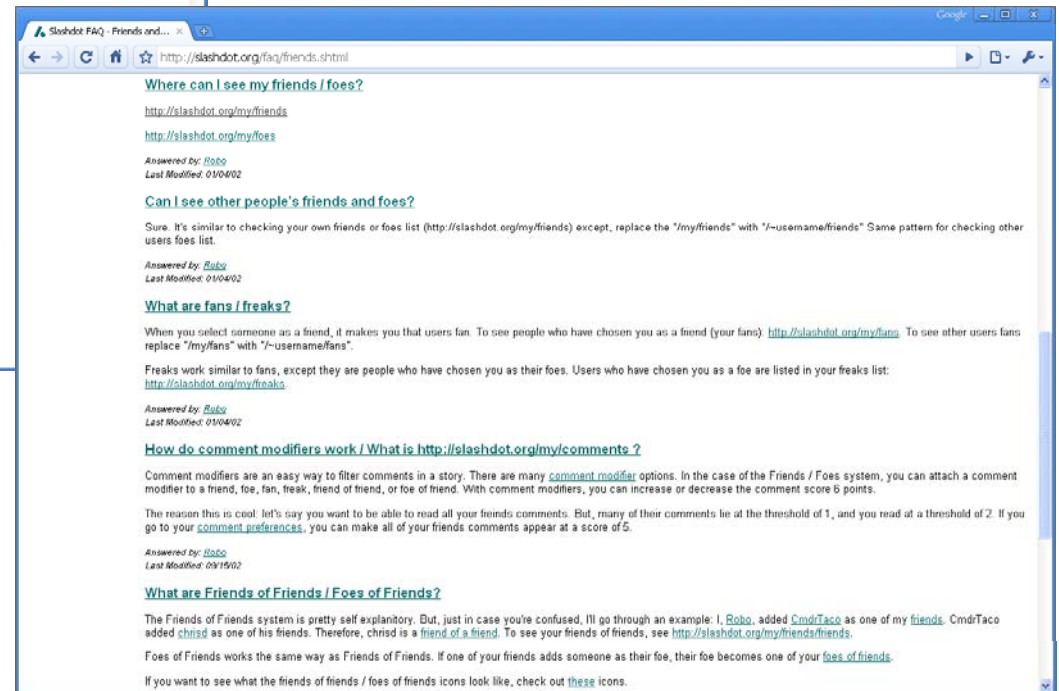 Google
Slashdot FAQ - Friends and...
http://slashdot.org/faq/friends.shtml
Where can I see my friends / foes?
http://slashdot.org/my/friends
http://slashdot.org/my/foes
Answered by: Robo
Last Modified: 01/04/02
Can I see other people's friends and foes?
Sure. It's similar to checking your own friends or foes list (http://slashdot.org/my/friends) except, replace the "/my/friends" with "/~username/friends" Same pattern for checking other
users foes list.
Answered by: Robo
Last Modified: 01/04/02
What are fans / freaks?
When you select someone as a friend, it makes you that users fan. To see people who have chosen you as a friend (your fans): http://slashdot.org/my/fans. To see other users fans
replace "/my/fans" with "/~username/fans".
Freaks work similar to fans, except they are people who have chosen you as their foes. Users who have chosen you as a foe are listed in your freaks list:
http://slashdot.org/my/freaks.
Answered by: Robo
Last Modified: 01/04/02
How do comment modifiers work / What is http://slashdot.org/my/comments ?
Comment modifiers are an easy way to filter comments in a story. There are many comment modifier options. In the case of the Friends / Foes system, you can attach a comment
modifier to a friend, foe, fan, freak, friend of friend, or foe of friend. With comment modifiers, you can increase or decrease the comment score 6 points.
The reason this is cool: let's say you want to be able to read all your freinds comments. But, many of their comments lie at the threshold of 1, and you read at a threshold of 2. If you
go to your comment preferences, you can make all of your friends comments appear at a score of 5.
Answered by: Robo
Last Modified: 09/15/02
What are Friends of Friends / Foes of Friends?
The Friends of Friends system is pretty self explanitory. But, just in case you're confused, I'll go through an example: I, Robo, added CmdrTaco as one of my friends. CmdrTaco
added chrisd as one of his friends. Therefore, chrisd is a friend of a friend. To see your friends of friends, see http://slashdot.org/my/friends/friends.
Foes of Friends works the same way as Friends of Friends. If one of your friends adds someone as their foe, their foe becomes one of your foes of friends.
If you want to see what the friends of friends / foes of friends icons look like, check out these icons.